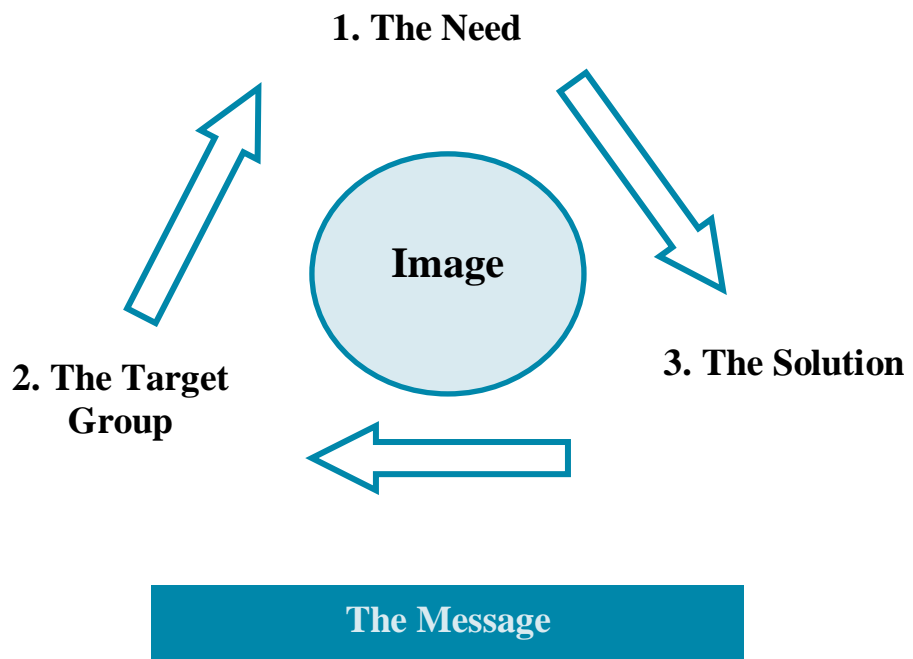 1. The Need
Image
2. The Target
Group
3. The Solution
The Message